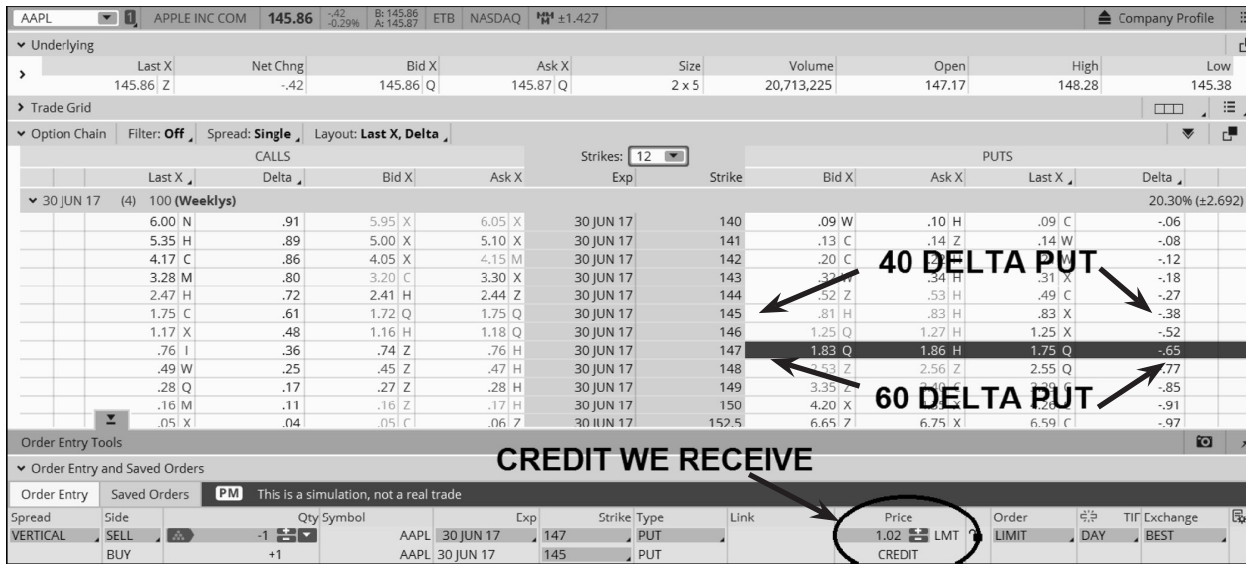 AAPL 1 APPLE INC COM 145.86 -.42 -0.29% B: 145.86 A: 145.87 ETB NASDAQ ±1.427 Company Profile
Underlying
Last X Net Chng Bid X Ask X Size Volume Open High Low
145.86 Z -.42 145.86 Q 145.87 Q 2 x 5 20,713,225 147.17 148.28 145.38
Trade Grid
Option Chain Filter: Off Spread: Single Layout: Last X, Delta
CALLS Strikes: 12 PUTS
Last X Delta Bid X Ask X Exp Strike Bid X Ask X Last X Delta
30 JUN 17 (4) 100 (Weeklys) 20.30% (±2.692)
6.00 N .91 5.95 X 6.05 X 30 JUN 17 140 .09 W .10 H .09 C -.06
5.35 H .89 5.00 X 5.10 X 30 JUN 17 141 .13 C .14 Z .14 W -.08
4.17 C .86 4.05 X 4.15 M 30 JUN 17 142 .20 C -.12
40 DELTA PUT
3.28 M .80 3.20 C 3.30 X 30 JUN 17 143 .32 W .34 H .31 X -.18
2.47 H .72 2.41 H 2.44 Z 30 JUN 17 144 .52 Z .53 H .49 C -.27
1.75 C .61 1.72 Q 1.75 Q 30 JUN 17 145 .81 H .83 H .83 X -.38
1.17 X .48 1.16 H 1.18 Q 30 JUN 17 146 1.25 Q 1.27 H 1.25 X -.52
.76 I .36 .74 Z .76 H 30 JUN 17 147 1.83 Q 1.86 H 1.75 Q -.65
.49 W .25 .45 Z .47 H 30 JUN 17 148 2.53 Z 2.56 Z 2.55 Q -.77
.28 Q .17 .27 Z .28 H 30 JUN 17 149 3.35 Z -.85
60 DELTA PUT
.16 M .11 .16 Z .17 H 30 JUN 17 150 4.20 X -.91
.05 X .04 .05 C .06 Z 30 JUN 17 152.5 6.65 Z 6.75 X 6.59 C -.97
Order Entry Tools
CREDIT WE RECEIVE
Order Entry and Saved Orders
Order Entry Saved Orders PM This is a simulation, not a real trade
Spread Side Qty Symbol Exp Strike Type Link Price Order TIF Exchange
VERTICAL SELL -1 AAPL 30 JUN 17 147 PUT 1.02 LMT LIMIT DAY BEST
BUY +1 AAPL 30 JUN 17 145 PUT CREDIT